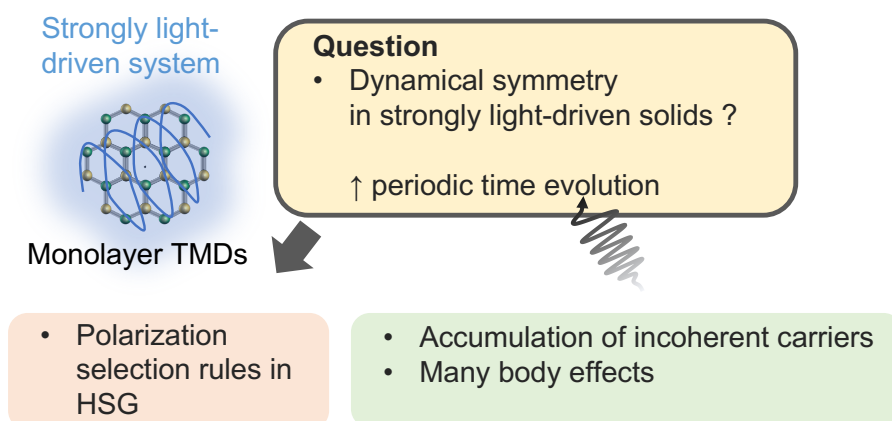 Strongly light-
driven system
Monolayer TMDs
Question
• Dynamical symmetry
in strongly light-driven solids ?
↑ periodic time evolution
• Polarization
selection rules in
HSG
• Accumulation of incoherent carriers
• Many body effects